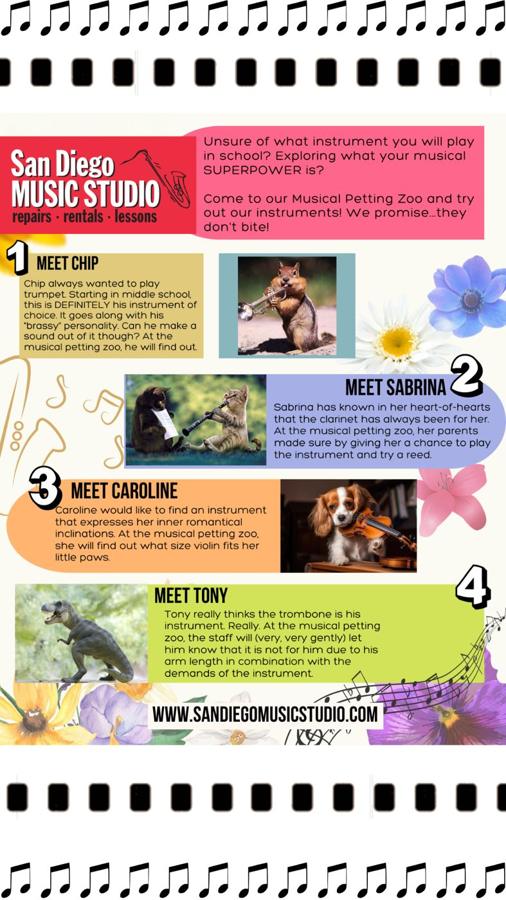 San Diego
MUSIC STUDIO
repairs · rentals · lessons
Unsure of what instrument you will play
in school? Exploring what your musical
SUPERPOWER is?
Come to our Musical Petting Zoo and try
out our instruments! We promise...they
don't bite!
1
MEET CHIP
Chip always wanted to play
trumpet. Starting in middle school,
this is DEFINITELY his instrument of
choice. It goes along with his
"brassy" personality. Can he make a
sound out of it though? At the
musical petting zoo, he will find out.
MEET SABRINA 2
Sabrina has known in her heart-of-hearts
that the clarinet has always been for her.
At the musical petting zoo, her parents
made sure by giving her a chance to play
the instrument and try a reed.
3 MEET CAROLINE
Caroline would like to find an instrument
that expresses her inner romantical
inclinations. At the musical petting zoo,
she will find out what size violin fits her
little paws.
MEET TONY 4
Tony really thinks the trombone is his
instrument. Really. At the musical petting
zoo, the staff will (very, very gently) let
him know that it is not for him due to his
arm length in combination with the
demands of the instrument.
WWW.SANDIEGOMUSICSTUDIO.COM